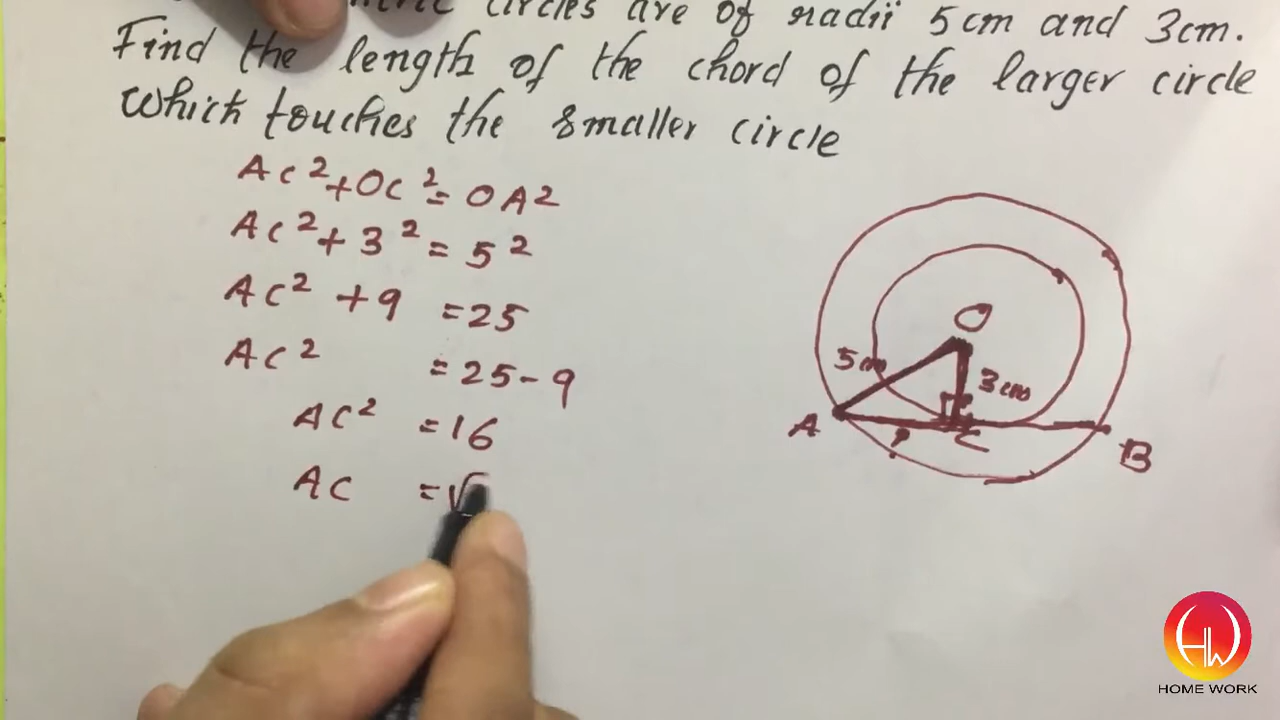 circles are of radii 5cm and 3cm.
Find the length of the chord of the larger circle
which touches the smaller circle
AC²+OC²=OA²
AC²+3²=5²
AC²+9=25
AC²=25-9
AC²=16
AC=√
O
5cm
3cm
A
C
B
HW
HOME WORK